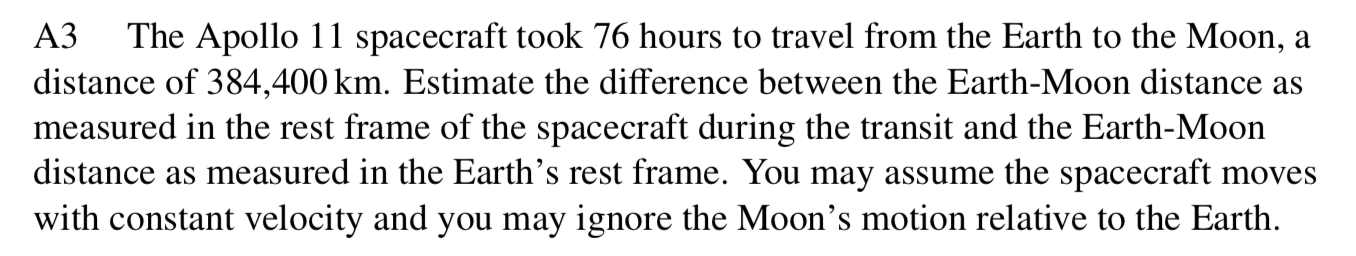 A3 The Apollo 11 spacecraft took 76 hours to travel from the Earth to the Moon, a
distance of 384,400 km. Estimate the difference between the Earth-Moon distance as
measured in the rest frame of the spacecraft during the transit and the Earth-Moon
distance as measured in the Earth’s rest frame. You may assume the spacecraft moves
with constant velocity and you may ignore the Moon’s motion relative to the Earth.